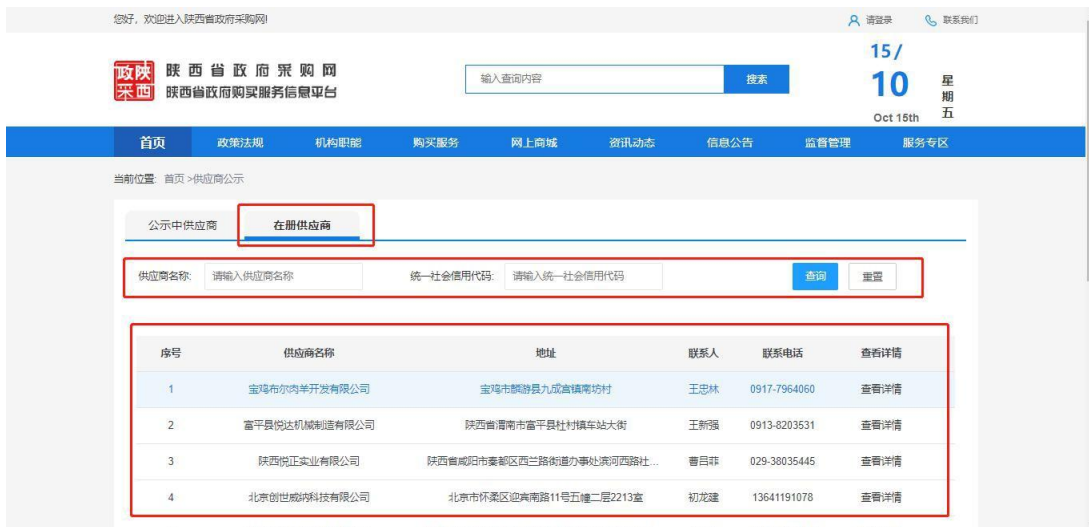 您好，欢迎进入陕西省政府采购网!
请登录
联系我们
政陕
采西
陕西省政府采购网
陕西省政府购买服务信息平台
输入查询内容
搜索
15/
10
Oct 15th
星
期
五
首页 政策法规 机构职能 购买服务 网上商城 资讯动态 信息公告 监督管理 服务专区
当前位置: 首页 >供应商公示
公示中供应商 在册供应商
供应商名称: 请输入供应商名称 统一社会信用代码: 请输入统一社会信用代码 查询 重置
序号 供应商名称 地址 联系人 联系电话 查看详情
1 宝鸡布尔肉羊开发有限公司 宝鸡市麟游县九成宫镇南坊村 王忠林 0917-7964060 查看详情
2 富平县悦达机械制造有限公司 陕西省渭南市富平县杜村镇车站大街 王新强 0913-8203531 查看详情
3 陕西悦正实业有限公司 陕西省咸阳市秦都区西兰路街道办事处滨河西路社... 曹吕菲 029-38035445 查看详情
4 北京创世威纳科技有限公司 北京市怀柔区迎宾南路11号五幢二层2213室 初龙建 13641191078 查看详情